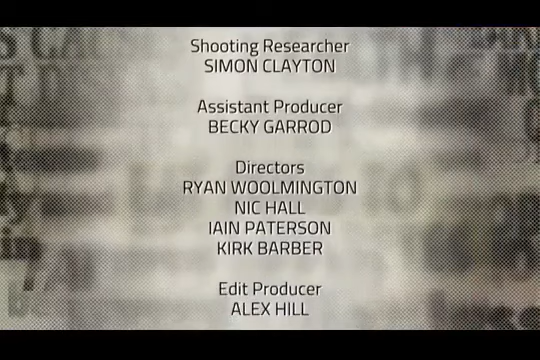 Shooting Researcher
SIMON CLAYTON
Assistant Producer
BECKY GARROD
Directors
RYAN WOOLMINGTON
NIC HALL
IAIN PATERSON
KIRK BARBER
Edit Producer
ALEX HILL